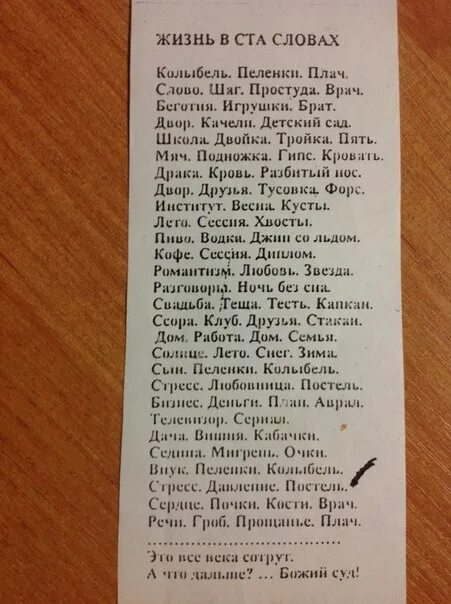 ЖИЗНЬ В СТА СЛОВАХ
Колыбель. Пеленки. Плач.
Слово. Шаг. Простуда. Врач.
Беготня. Игрушки. Брат.
Двор. Качели. Детский сад.
Школа. Двойка. Тройка. Пять.
Мяч. Подножка. Гипс. Кровать.
Драка. Кровь. Разбитый нос.
Двор. Друзья. Тусовка. Форс.
Институт. Весна. Кусты.
Лето. Сессия. Хвосты.
Пиво. Водка. Джин со льдом.
Кофе. Сессия. Диплом.
Романтизм. Любовь. Звезда.
Разговоры. Ночь без сна.
Свадьба. Теща. Тесть. Капкан.
Ссора. Клуб. Друзья. Стакан.
Дом. Работа. Дом. Семья.
Солнце. Лето. Снег. Зима.
Сын. Пеленки. Колыбель.
Стресс. Любовница. Постель.
Бизнес. Деньги. План. Аврал.
Телевизор. Сериал.
Дача. Вишня. Кабачки.
Седина. Мигрень. Очки.
Внук. Пеленки. Колыбель.
Стресс. Давление. Постель.
Сердце. Почки. Кости. Врач.
Речи. Гроб. Прощанье. Плач.
.............................................
Это все века сотрут.
А что дальше? ... Божий суд!